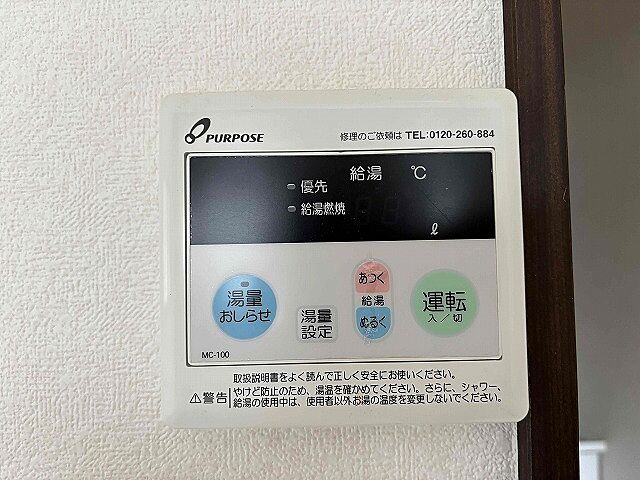 PURPOSE
修理のご依頼は TEL:0120-260-884
給湯 ℃
優先
給湯燃焼
ℓ
湯量
おしらせ
湯量
設定
あつく
給湯
ぬるく
運転
入/切
MC-100
取扱説明書をよく読んで正しく安全にお使いください。
⚠警告 やけど防止のため、湯温を確かめてください。さらに、シャワー、
給湯の使用中は、使用者以外お湯の温度を変更しないでください。